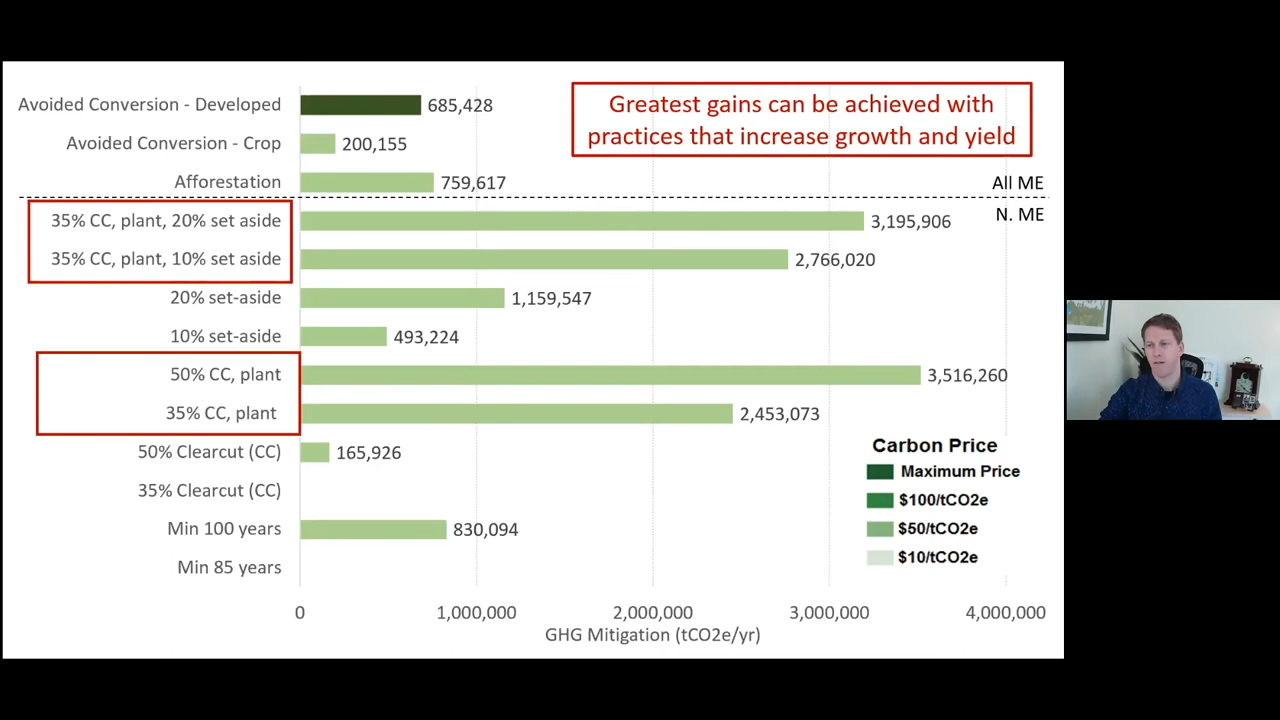 Greatest gains can be achieved with
practices that increase growth and yield
Avoided Conversion - Developed 685,428
Avoided Conversion - Crop 200,155
Afforestation 759,617
All ME
N. ME
35% CC, plant, 20% set aside 3,195,906
35% CC, plant, 10% set aside 2,766,020
20% set-aside 1,159,547
10% set-aside 493,224
50% CC, plant 3,516,260
35% CC, plant 2,453,073
50% Clearcut (CC) 165,926
35% Clearcut (CC)
Min 100 years 830,094
Min 85 years
Carbon Price
Maximum Price
$100/tCO2e
$50/tCO2e
$10/tCO2e
0 1,000,000 2,000,000 3,000,000 4,000,000
GHG Mitigation (tCO2e/yr)